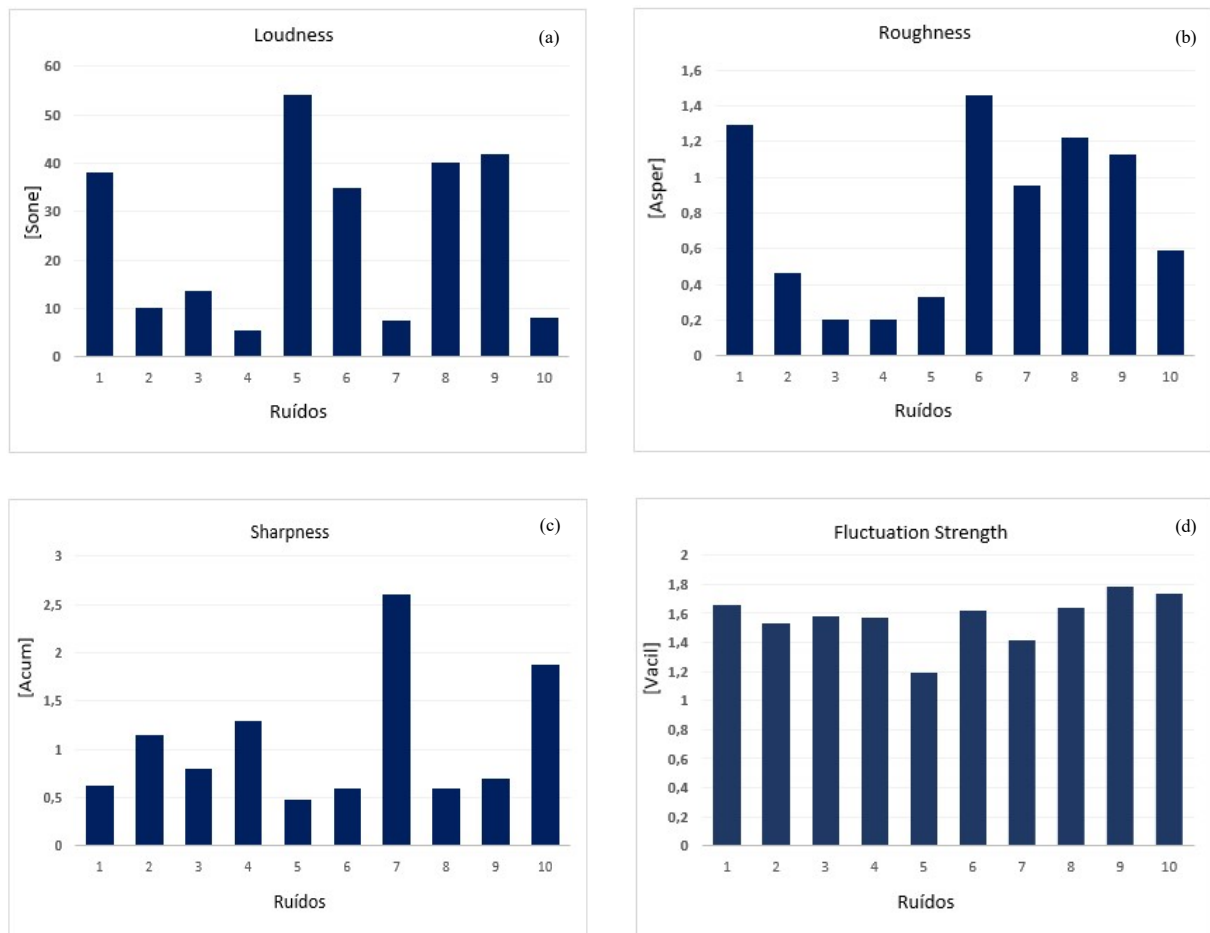 Loudness (a)
60
50
40
[Sone]
30
20
10
0
1 2 3 4 5 6 7 8 9 10
Ruídos
Roughness (b)
1,6
1,4
1,2
[Asper]
1
0,8
0,6
0,4
0,2
0
1 2 3 4 5 6 7 8 9 10
Ruídos
Sharpness (c)
3
2,5
2
[Acum]
1,5
1
0,5
0
1 2 3 4 5 6 7 8 9 10
Ruídos
Fluctuation Strength (d)
2
1,8
1,6
1,4
[Vacil]
1,2
1
0,8
0,6
0,4
0,2
0
1 2 3 4 5 6 7 8 9 10
Ruídos